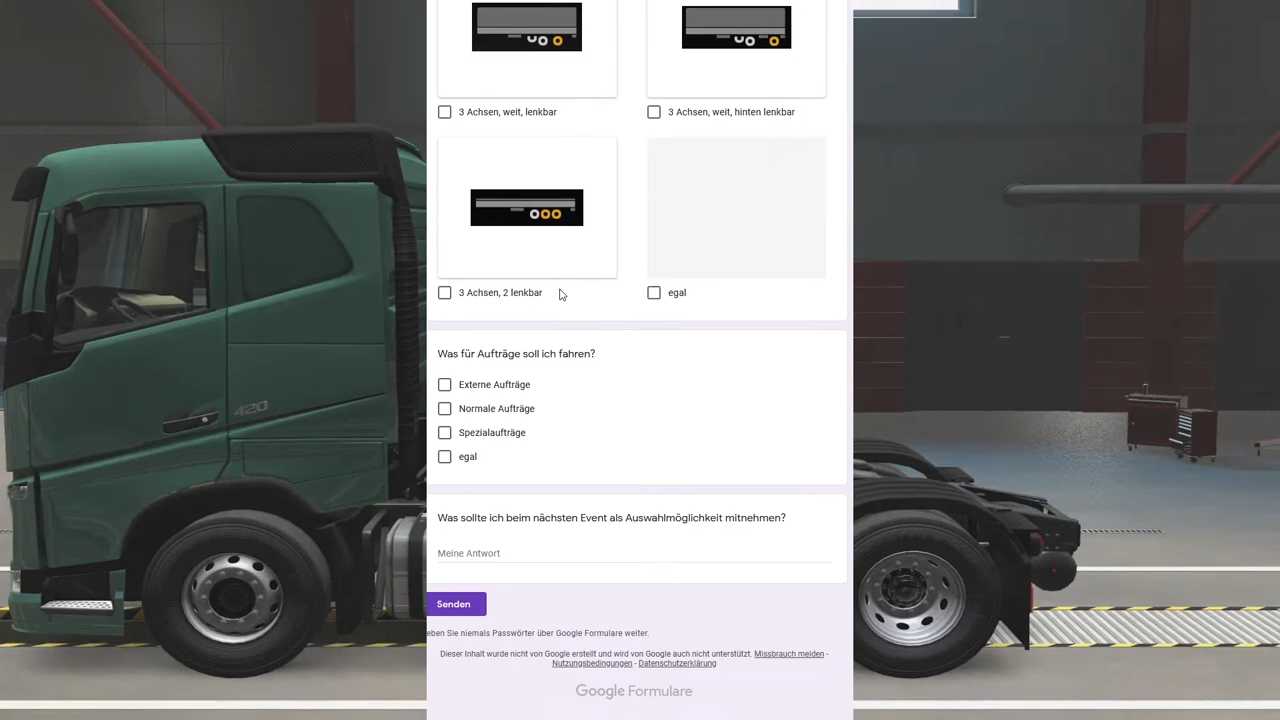 3 Achsen, weit, lenkbar
3 Achsen, weit, hinten lenkbar
3 Achsen, 2 lenkbar
egal
Was für Aufträge soll ich fahren?
Externe Aufträge
Normale Aufträge
Spezialaufträge
egal
Was sollte ich beim nächsten Event als Auswahlmöglichkeit mitnehmen?
Meine Antwort
Senden
eben Sie niemals Passwörter über Google Formulare weiter.
Dieser Inhalt wurde nicht von Google erstellt und wird von Google auch nicht unterstützt. Missbrauch melden -
Nutzungsbedingungen - Datenschutzerklärung
Google Formulare
420